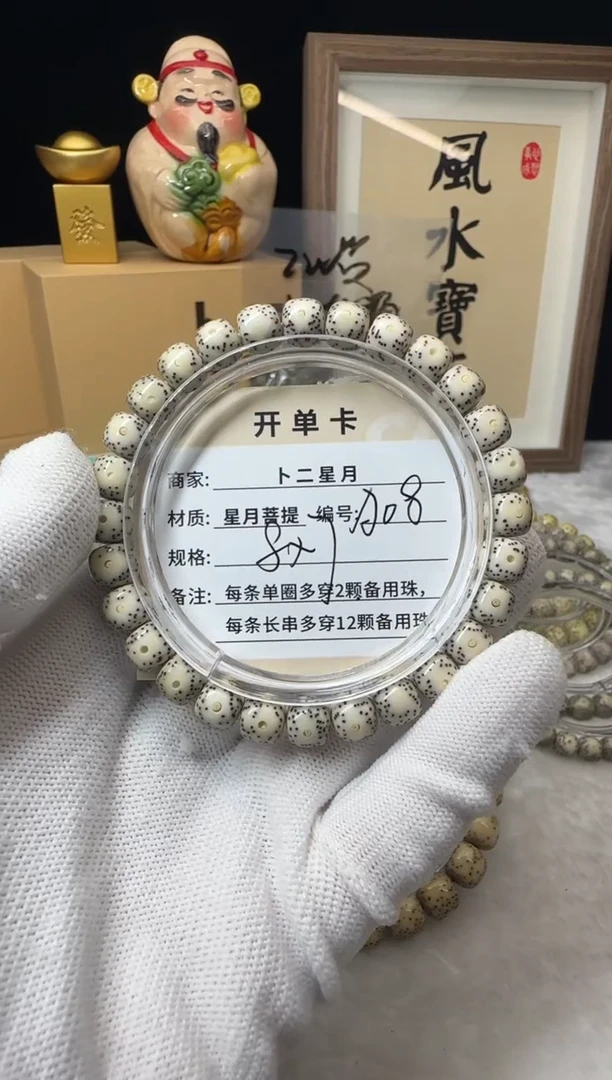 發
風水寶
开单卡
商家: 卜二星月
材质: 星月菩提 编号: A08
规格: 8x7
备注: 每条单圈多穿2颗备用珠,
每条长串多穿12颗备用珠